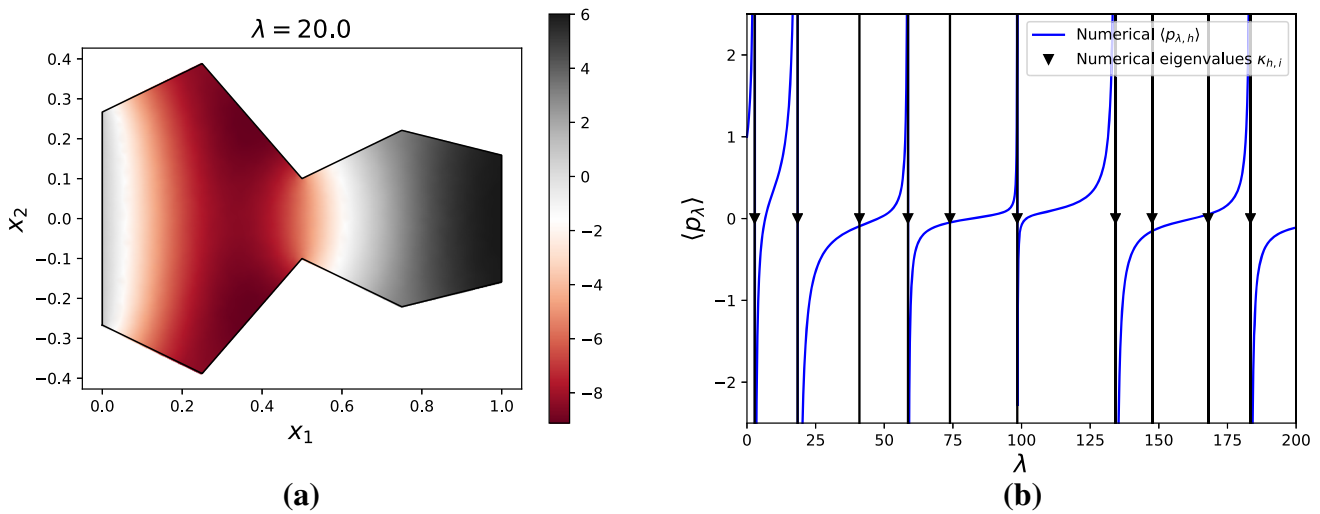 λ = 20.0
0.4
0.3
0.2
0.1
0.0
−0.1
−0.2
−0.3
−0.4
x₂
0.0 0.2 0.4 0.6 0.8 1.0
x₁
6
4
2
0
−2
−4
−6
−8
(a)
Numerical ⟨p_{λ,h}⟩
Numerical eigenvalues κ_{h,i}
2
1
0
−1
−2
⟨p_λ⟩
0 25 50 75 100 125 150 175 200
λ
(b)